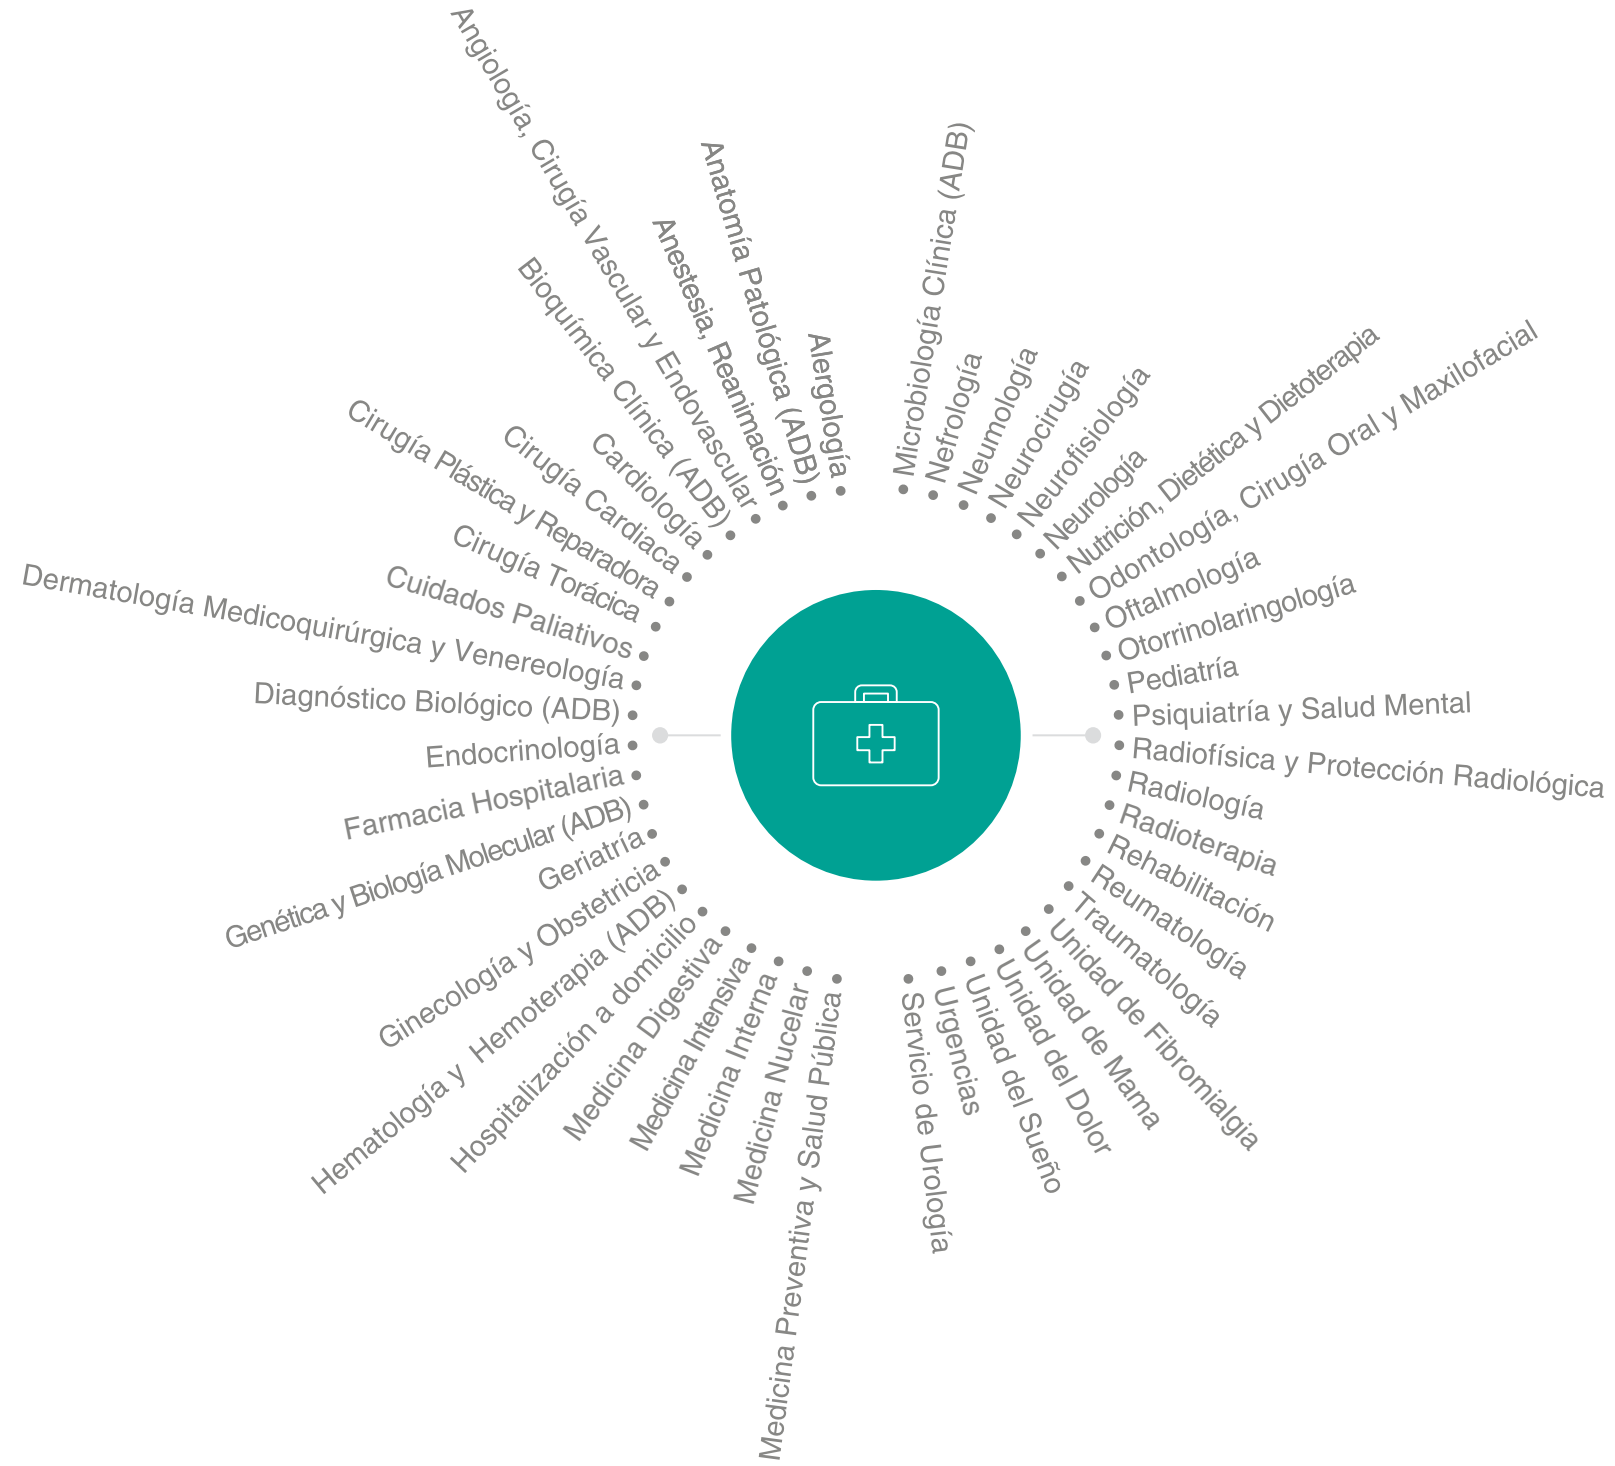 Alergología
Anatomía Patológica (ADB)
Anestesia, Reanimación
Angiología, Cirugía Vascular y Endovascular
Bioquímica Clínica (ADB)
Cardiología
Cirugía Cardiaca
Cirugía Plástica y Reparadora
Cirugía Torácica
Cuidados Paliativos
Dermatología Medicoquirúrgica y Venereología
Diagnóstico Biológico (ADB)
Endocrinología
Farmacia Hospitalaria
Genética y Biología Molecular (ADB)
Geriatría
Ginecología y Obstetricia
Hematología y Hemoterapia (ADB)
Hospitalización a domicilio
Medicina Digestiva
Medicina Intensiva
Medicina Interna
Medicina Nucelar
Medicina Preventiva y Salud Pública
Microbiología Clínica (ADB)
Nefrología
Neumología
Neurocirugía
Neurofisiología
Neurología
Nutrición, Dietética y Dietoterapia
Odontología, Cirugía Oral y Maxilofacial
Oftalmología
Otorrinolaringología
Pediatría
Psiquiatría y Salud Mental
Radiofísica y Protección Radiológica
Radiología
Radioterapia
Rehabilitación
Reumatología
Traumatología
Unidad de Fibromialgia
Unidad de Mama
Unidad del Dolor
Unidad del Sueño
Urgencias
Servicio de Urología